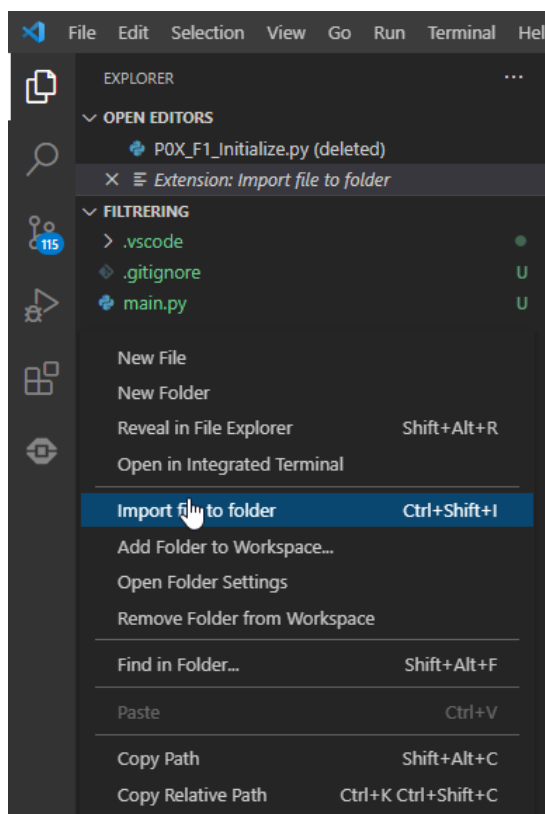 File Edit Selection View Go Run Terminal Hel
EXPLORER ...
OPEN EDITORS
P0X_F1_Initialize.py (deleted)
Extension: Import file to folder
FILTRERING
.vscode
115
.gitignore U
main.py U
New File
New Folder
Reveal in File Explorer Shift+Alt+R
Open in Integrated Terminal
Import file to folder Ctrl+Shift+I
Add Folder to Workspace...
Open Folder Settings
Remove Folder from Workspace
Find in Folder... Shift+Alt+F
Paste Ctrl+V
Copy Path Shift+Alt+C
Copy Relative Path Ctrl+K Ctrl+Shift+C